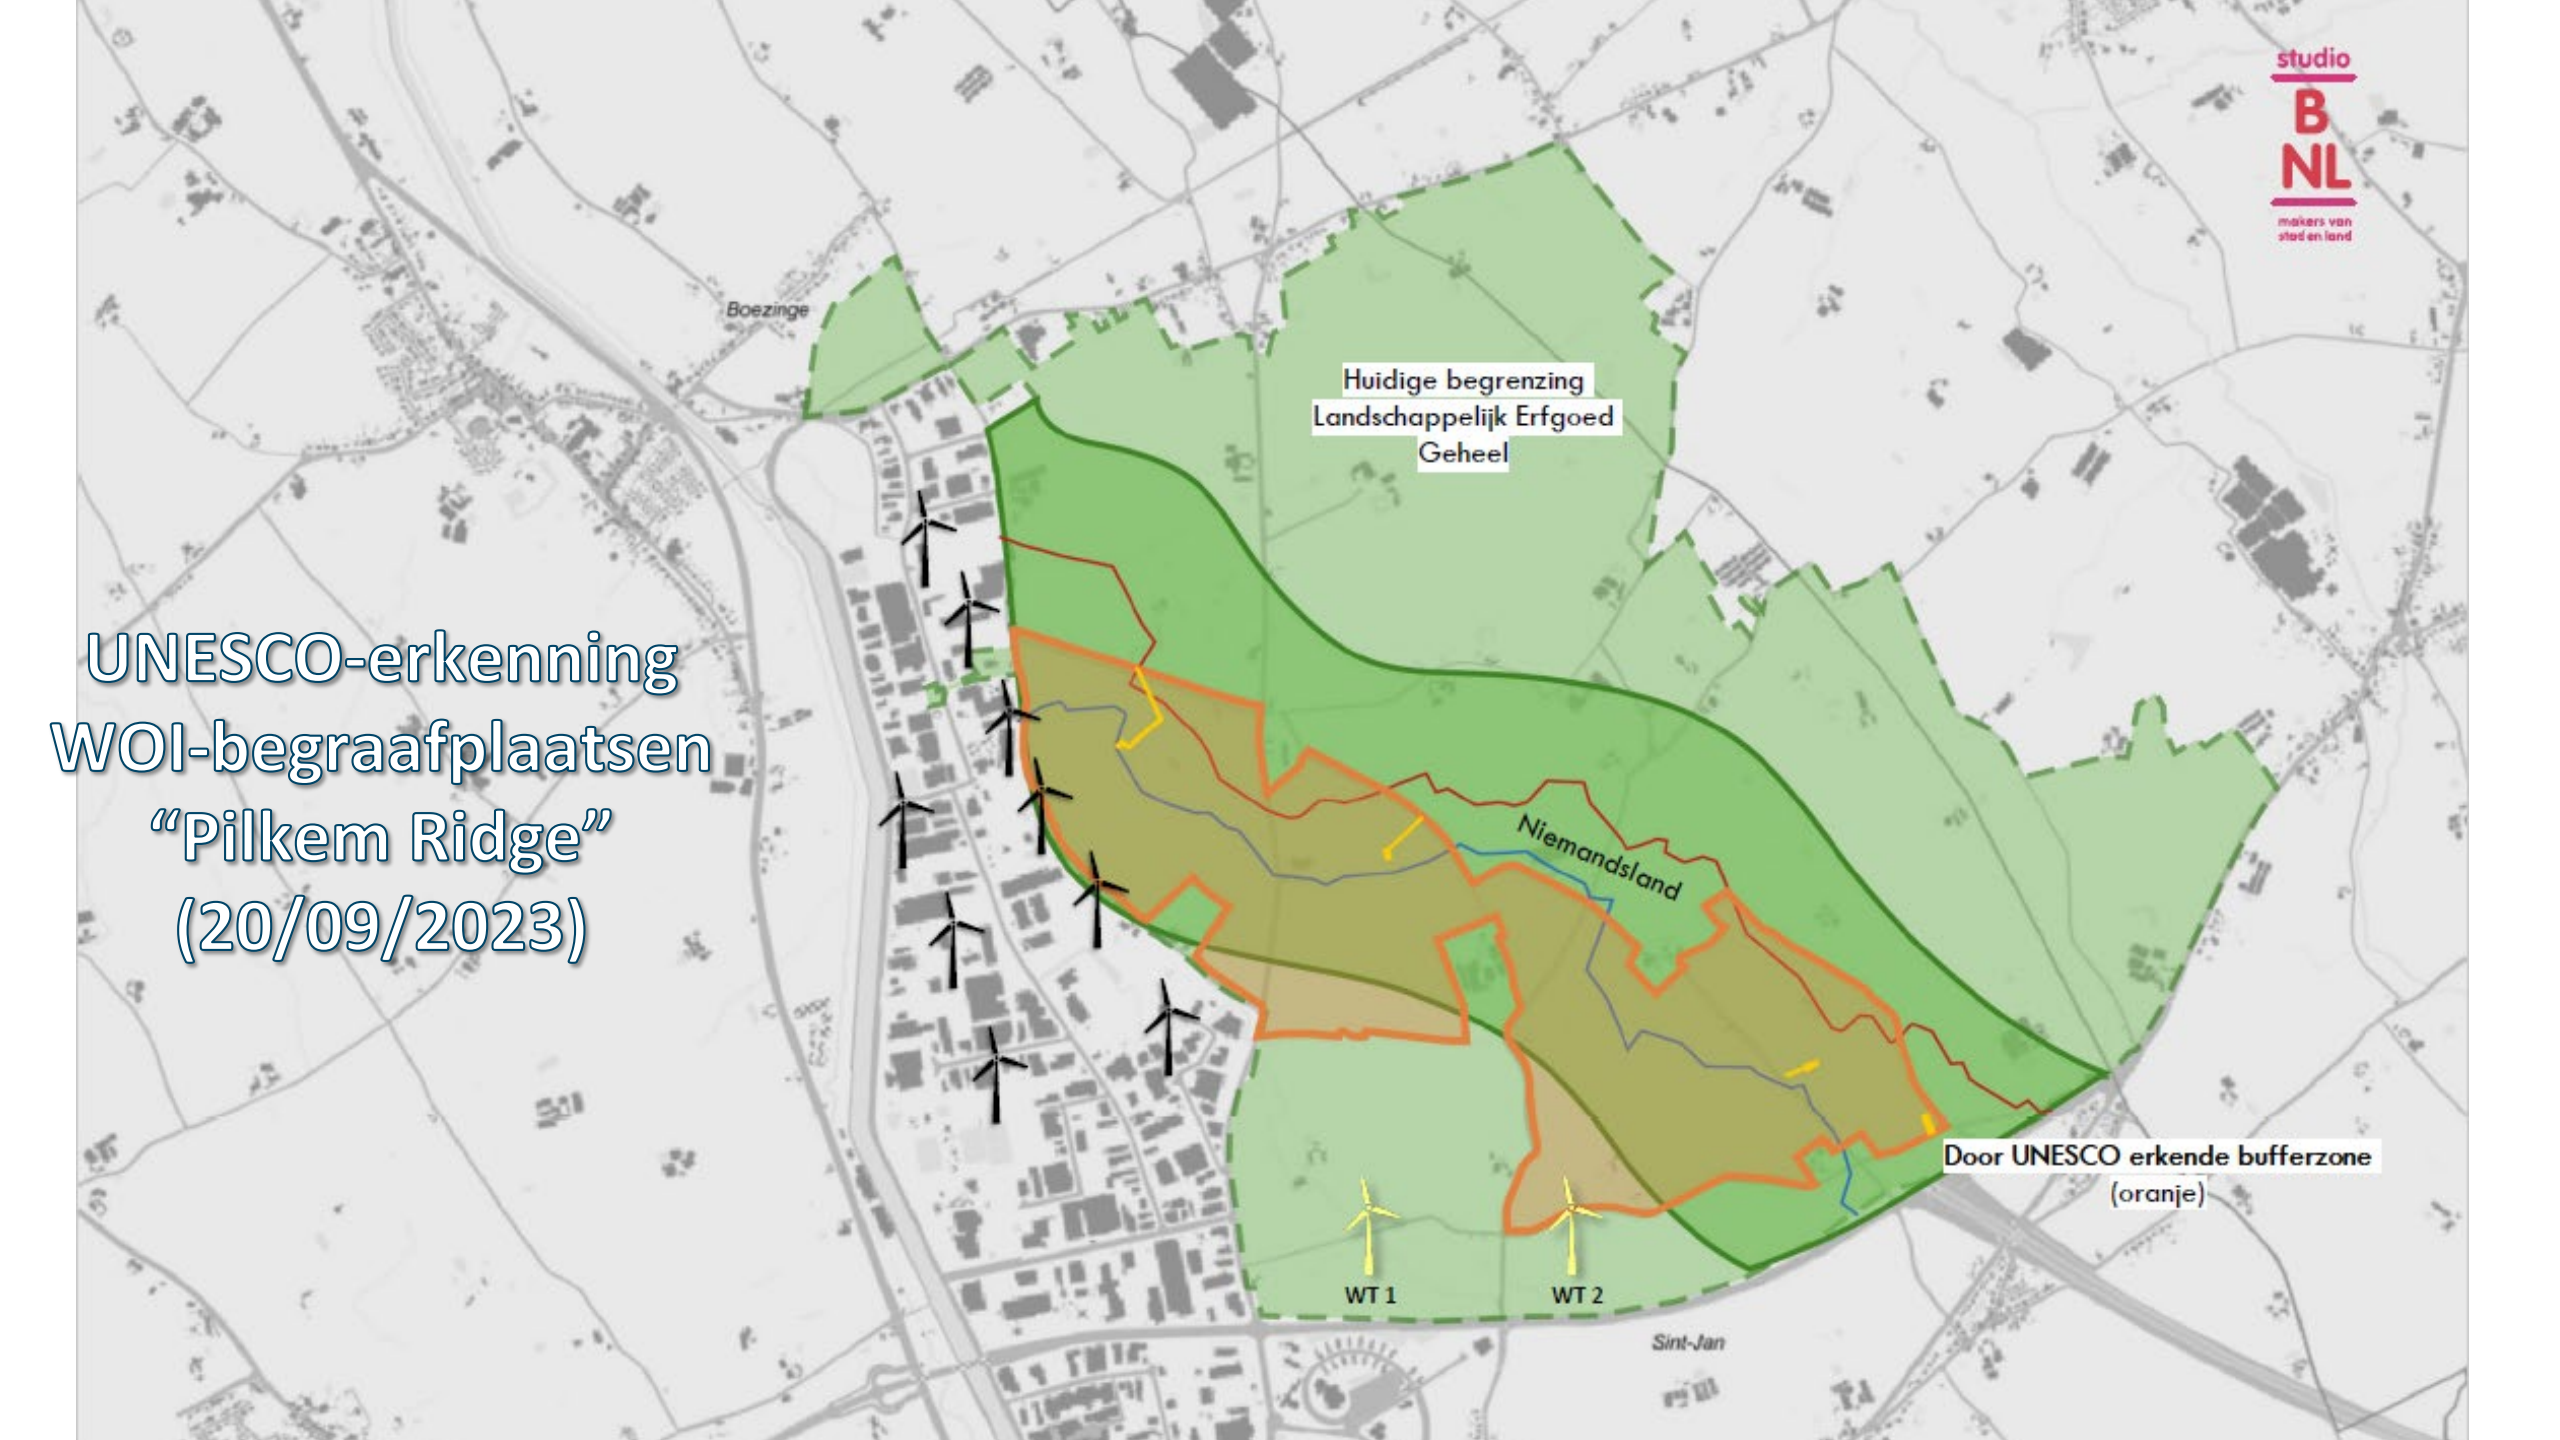 studio
B
NL
makers van
stad en land
Boezinge
Huidige begrenzing
Landschappelijk Erfgoed
Geheel
UNESCO-erkenning
WOI-begraafplaatsen
“Pilkem Ridge”
(20/09/2023)
Niemandsland
Door UNESCO erkende bufferzone
(oranje)
WT 1
WT 2
Sint-Jan